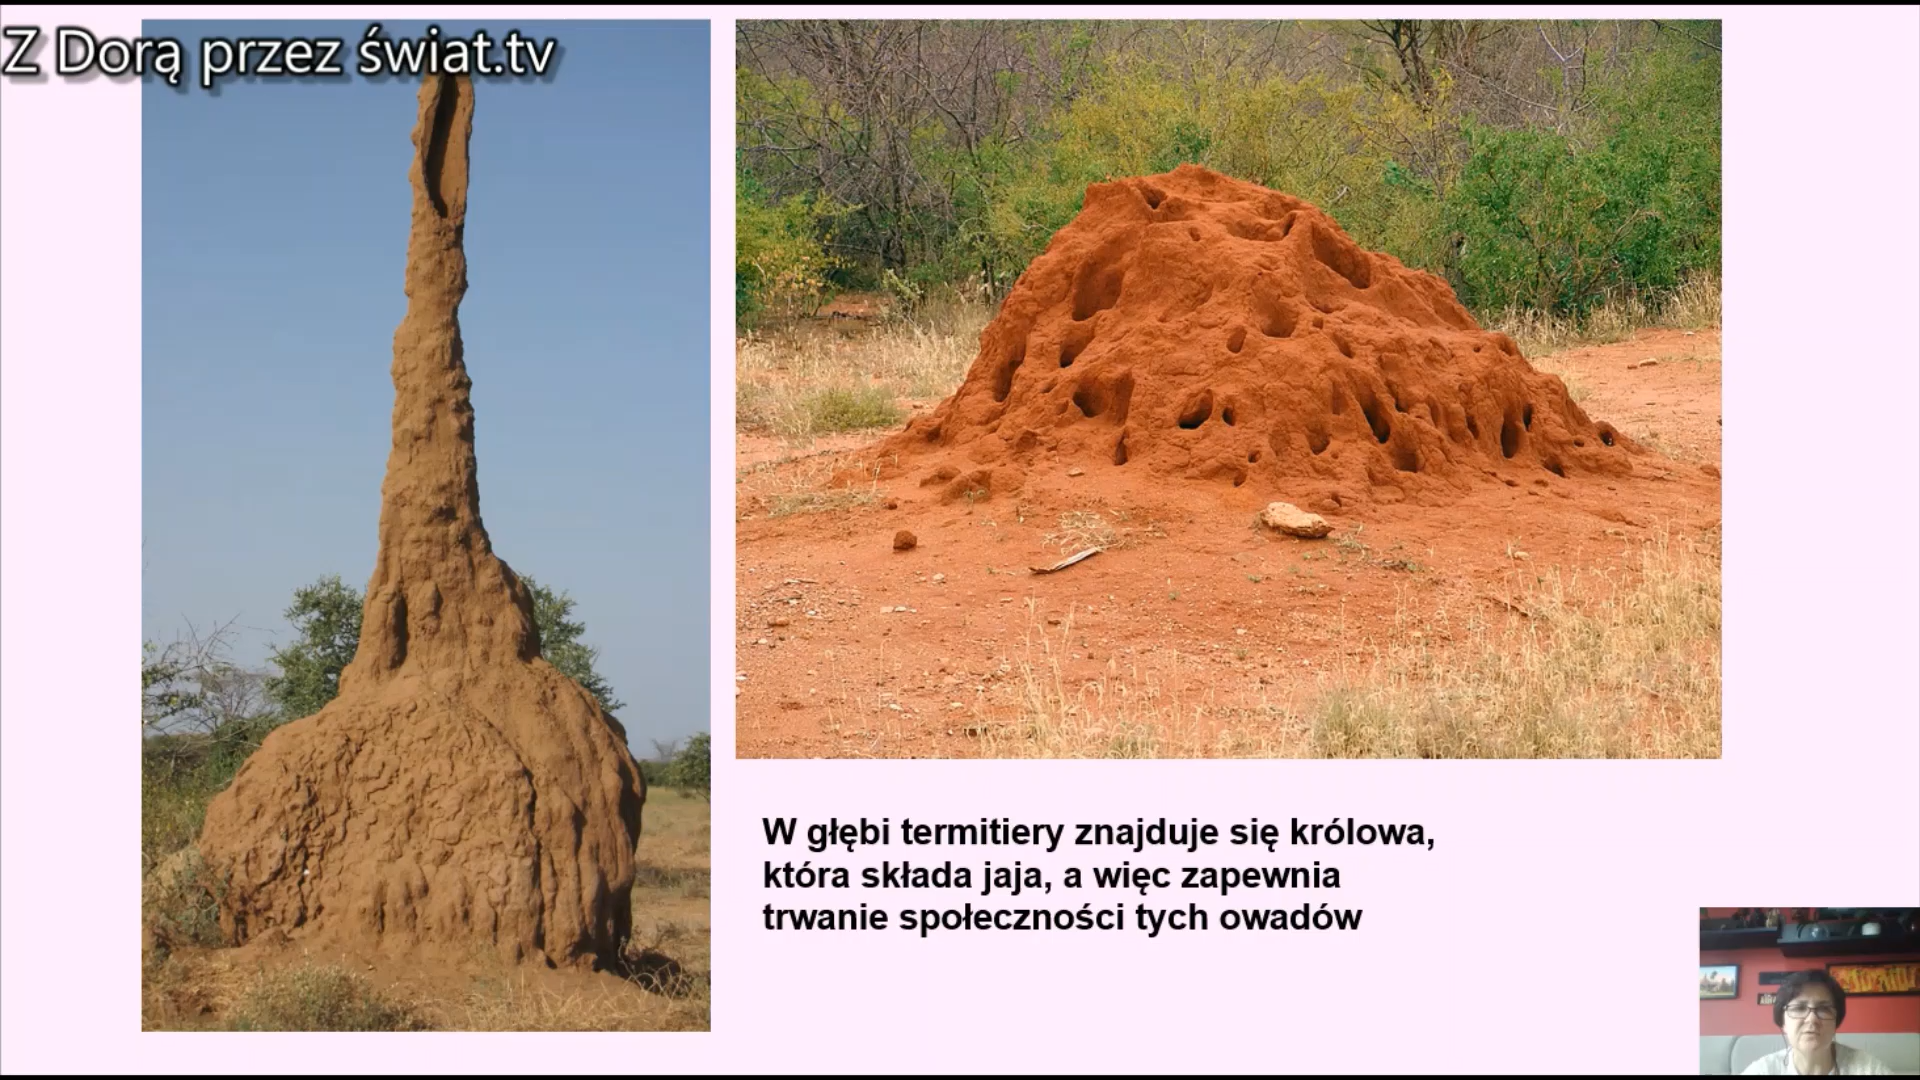 Z Dorą przez świat.tv
W głębi termitiery znajduje się królowa,
która składa jaja, a więc zapewnia
trwanie społeczności tych owadów